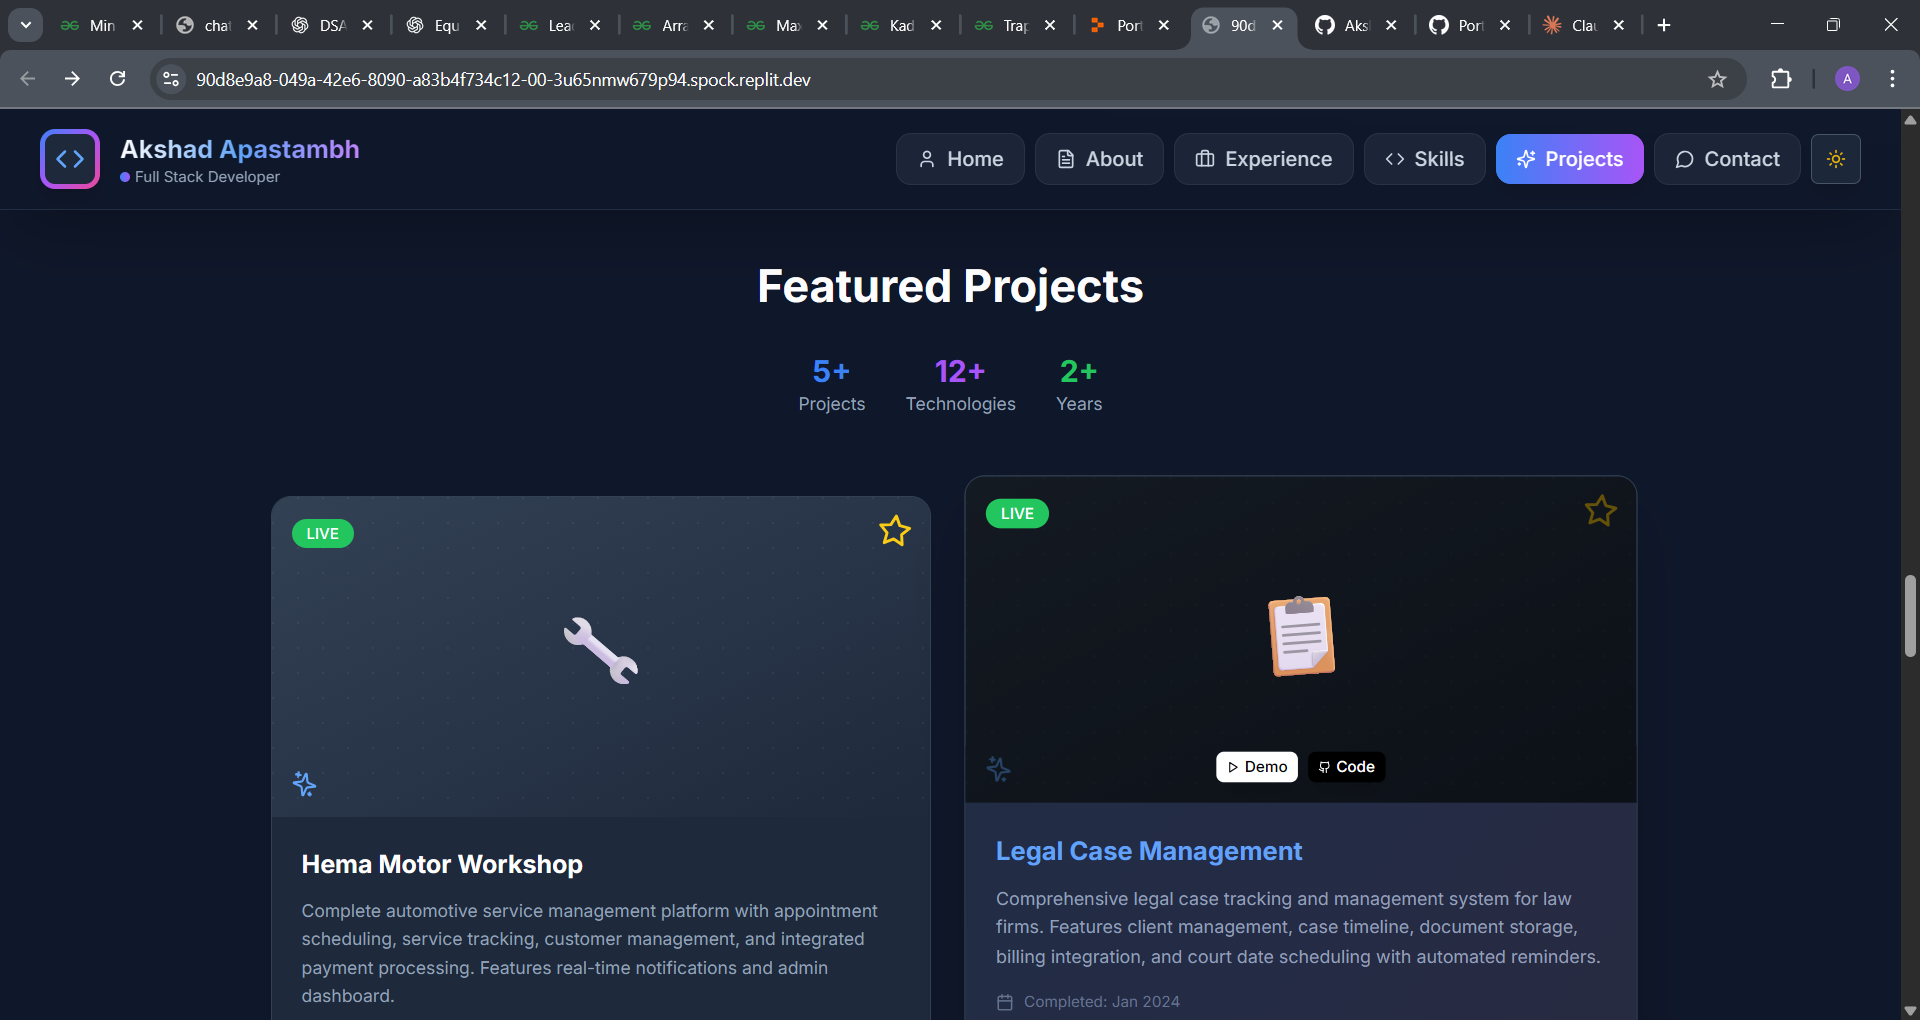 Min
chat
DSA
Equ
Lea
Arra
Max
Kad
Trap
Port
90d
Aks
Port
Clau
90d8e9a8-049a-42e6-8090-a83b4f734c12-00-3u65nmw679p94.spock.replit.dev
A
Akshad Apastambh
Full Stack Developer
Home
About
Experience
Skills
Projects
Contact
Featured Projects
5+
Projects
12+
Technologies
2+
Years
LIVE
Hema Motor Workshop
Complete automotive service management platform with appointment
scheduling, service tracking, customer management, and integrated
payment processing. Features real-time notifications and admin
dashboard.
LIVE
Demo
Code
Legal Case Management
Comprehensive legal case tracking and management system for law
firms. Features client management, case timeline, document storage,
billing integration, and court date scheduling with automated reminders.
Completed: Jan 2024